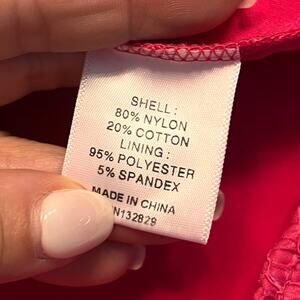 SHELL :
80% NYLON
20% COTTON
LINING :
95% POLYESTER
5% SPANDEX
MADE IN CHINA
N132829